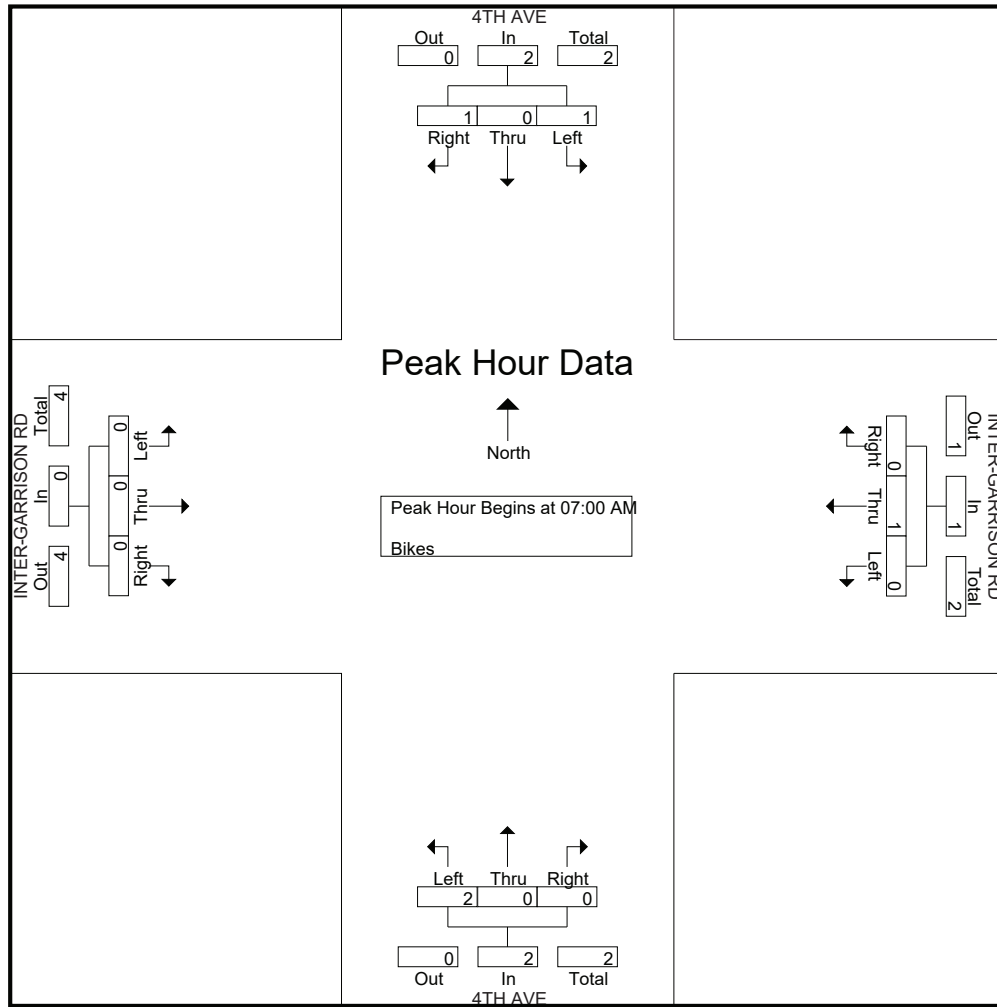 4TH AVE
Out In Total
0 2 2
1 0 1
Right Thru Left
Peak Hour Data
North
Peak Hour Begins at 07:00 AM
Bikes
INTER-GARRISON RD
Out In Total
4 0 4
0 0 0
Right Thru Left
INTER-GARRISON RD
Out In Total
1 1 2
Right Thru Left
0 1 0
Left Thru Right
2 0 0
0 2 2
Out In Total
4TH AVE